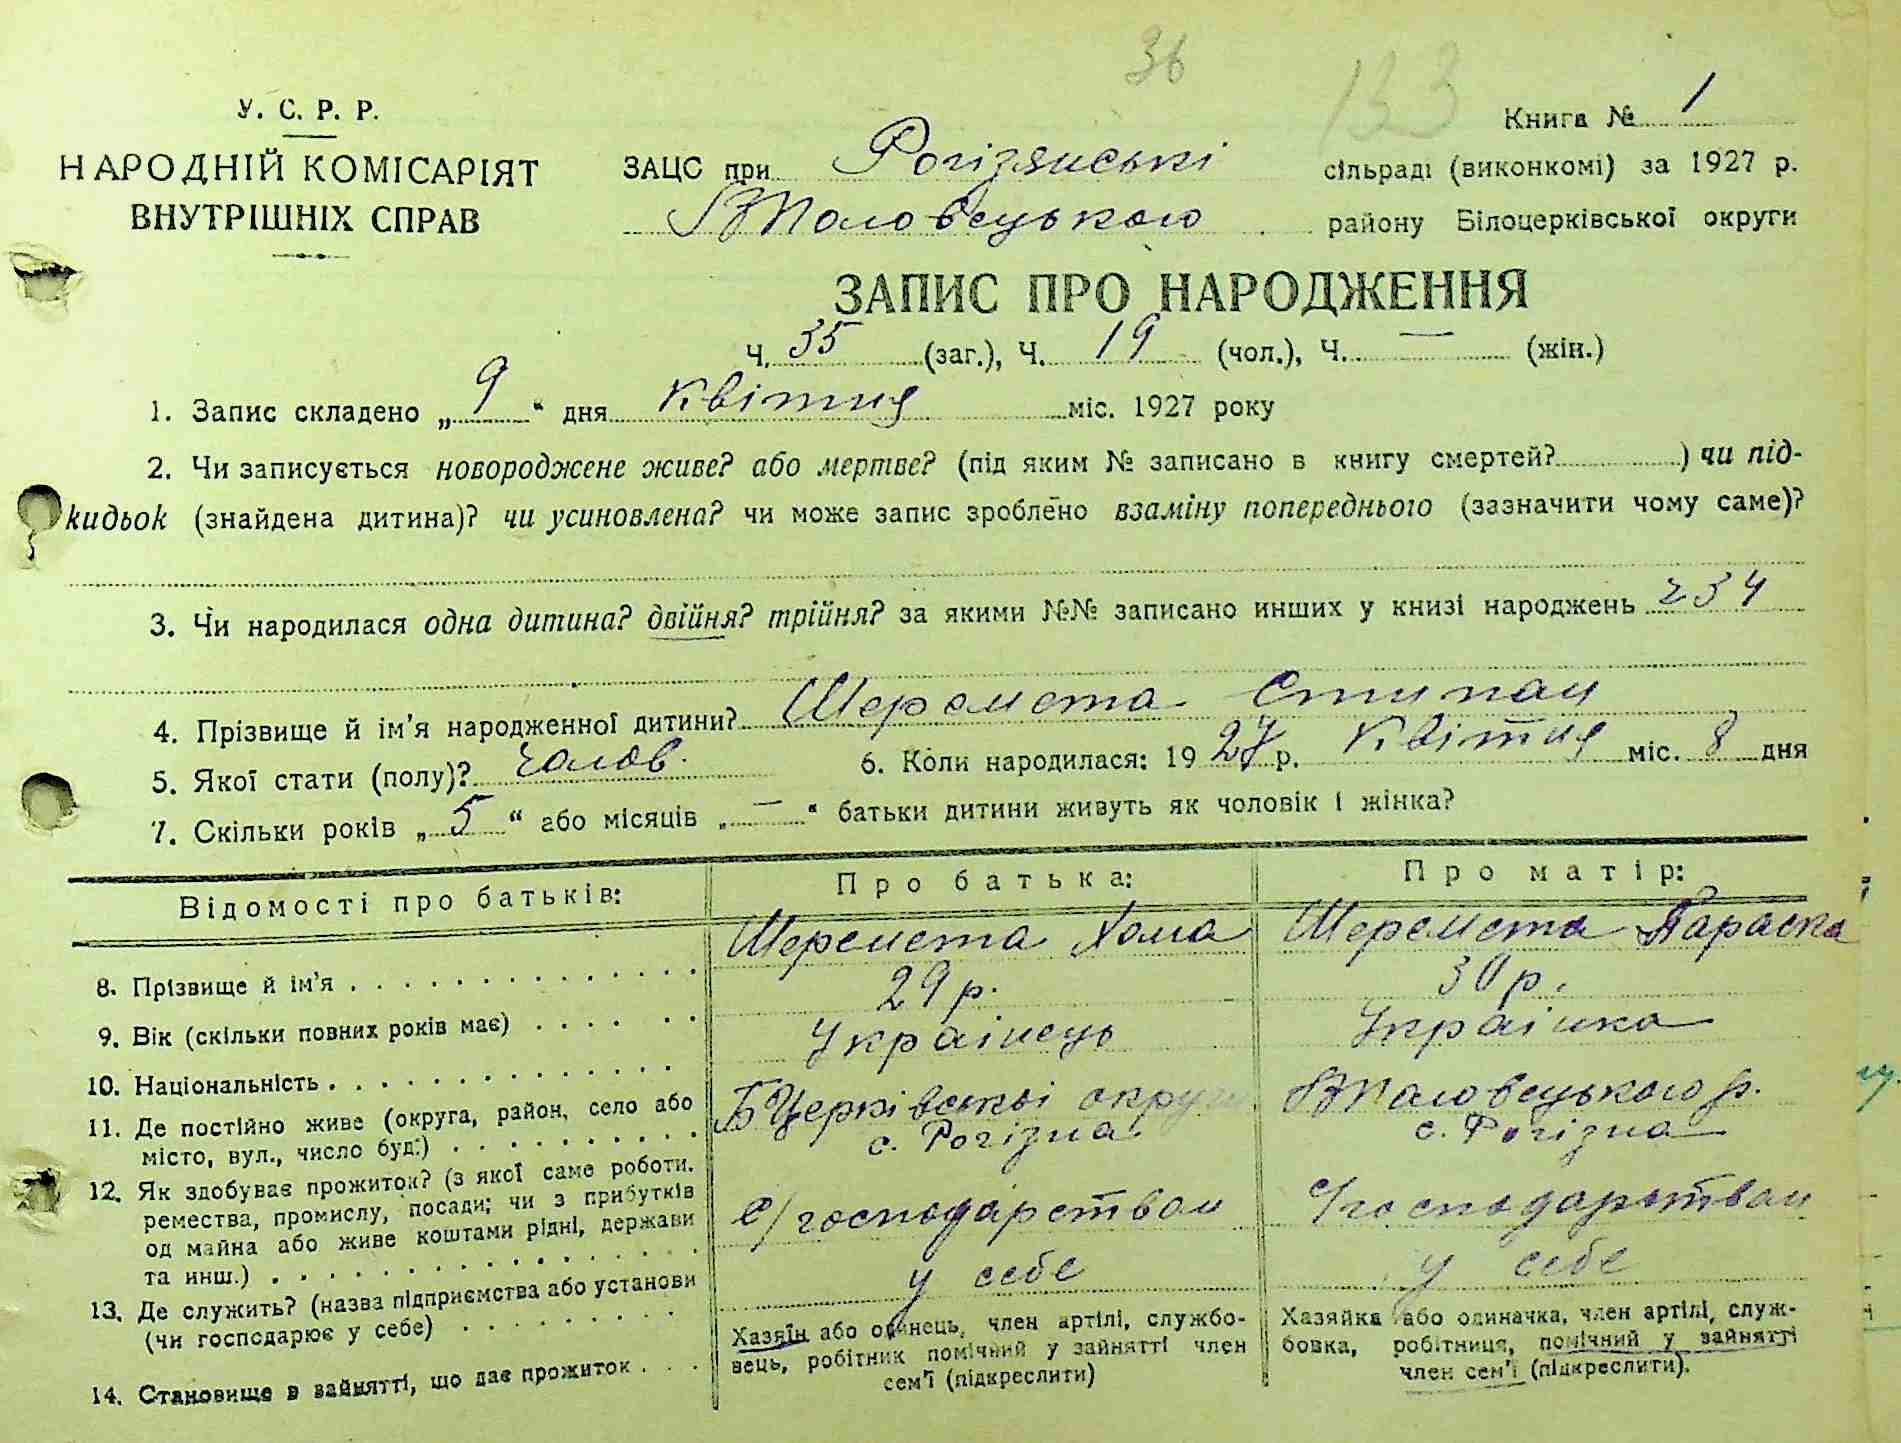 36
133
У. С. Р. Р.
НАРОДНІЙ КОМІСАРІЯТ
ВНУТРІШНІХ СПРАВ
Книга № 1
ЗАЦС при Рогізянські сільраді (виконкомі) за 1927 р.
району Білоцерківської округи
ЗАПИС ПРО НАРОДЖЕННЯ
Ч. 35 (заг.), Ч. 19 (чол.), Ч. — (жін.)
1. Запис складено „ 9 “ дня квітня міс. 1927 року
2. Чи записується новороджене живе? або мертве? (під яким № записано в книгу смертей? ) чи під-
кидьок (знайдена дитина)? чи усиновлена? чи може запис зроблено взаміну попереднього (зазначити чому саме)?
3. Чи народилася одна дитина? двійня? трійня? за якими №№ записано инших у книзі народжень 234
4. Прізвище й ім’я народженної дитини? Шеремета Стипан
5. Якої стати (полу)? чолов. 6. Коли народилася: 1927 р. Квітня міс. 8 дня
7. Скільки років „ 5 “ або місяців „ — “ батьки дитини живуть як чоловік і жінка?
Відомості про батьків: Про батька: Про матір:
8. Прізвище й ім’я . . . . . . . . . . . . . Шеремета Хома Шеремета Параска
9. Вік (скільки повних років має) . . . . . . 29 р. 30 р.
10. Національність . . . . . . . . . . . . . . Українець Українка
11. Де постійно живе (округа, район, село або
місто, вул., число буд.) . . . . . . . . . .
Б Церківські округи
с. Рогізна
с. Рогізна
12. Як здобуває прожиток? (з якої саме роботи.
ремества, промислу, посади; чи з прибутків
од майна або живе коштами рідні, держави
та инш.) . . . . . . . . . . . . . . .
с/господарством
с/господарством
13. Де служить? (назва підприємства або установи
(чи господарює у себе) . . . . . . . . .
у себе
у себе
14. Становище в зайнятті, що дає прожиток . . .
Хазяїн або одинець, член артілі, службо-
вець, робітник помічний у зайнятті член
сем’ї (підкреслити)
Хазяйка або одиначка, член артілі, служ-
бовка, робітниця, помічний у зайнятті
член сем’ї (підкреслити).